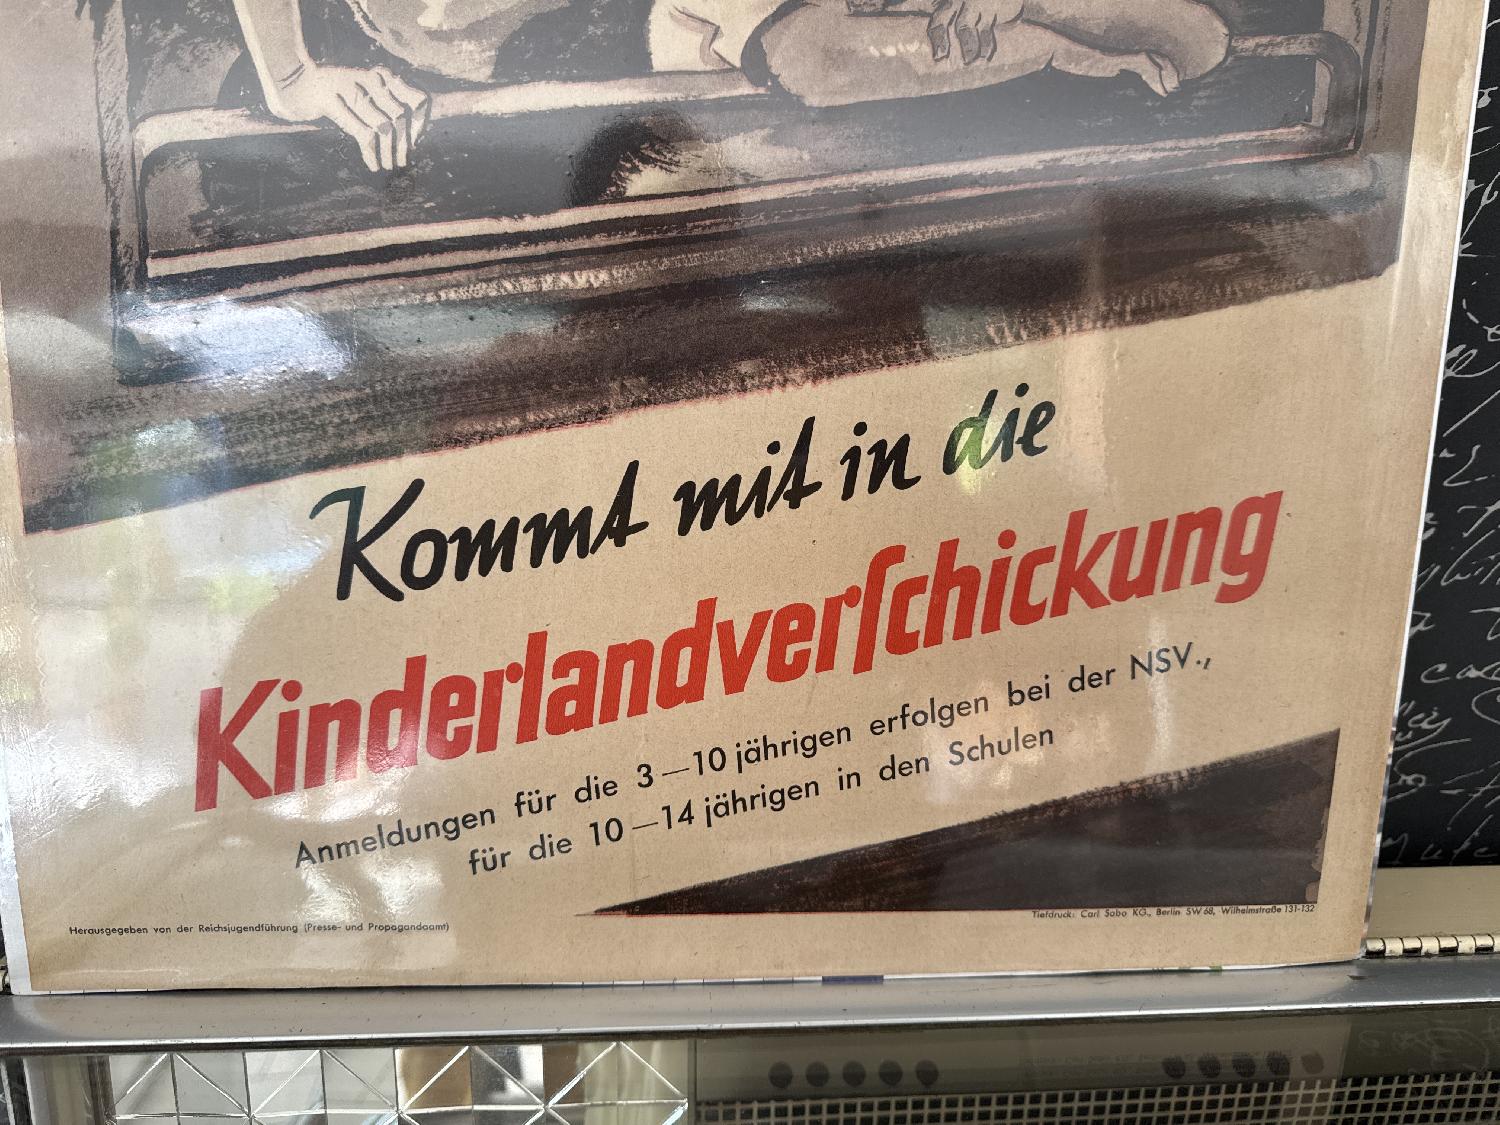 Kommt mit in die
Kinderlandverſchickung
Anmeldungen für die 3—10 jährigen erfolgen bei der NSV.,
für die 10—14 jährigen in den Schulen
Herausgegeben von der Reichsjugendführung (Presse- und Propagandaamt)
Tiefdruck: Carl Sabo KG., Berlin SW 68, Wilhelmstraße 131-132